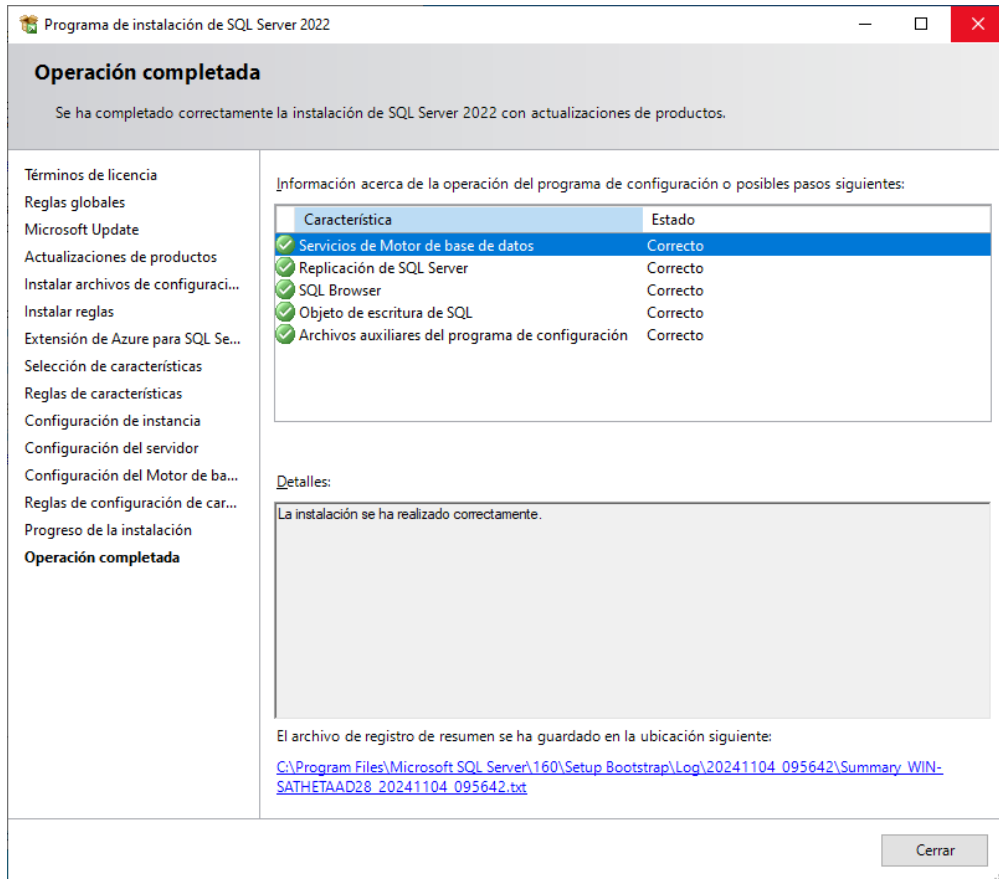 Programa de instalación de SQL Server 2022
Operación completada
Se ha completado correctamente la instalación de SQL Server 2022 con actualizaciones de productos.
Términos de licencia
Reglas globales
Microsoft Update
Actualizaciones de productos
Instalar archivos de configuraci...
Instalar reglas
Extensión de Azure para SQL Se...
Selección de características
Reglas de características
Configuración de instancia
Configuración del servidor
Configuración del Motor de ba...
Reglas de configuración de car...
Progreso de la instalación
Operación completada
Información acerca de la operación del programa de configuración o posibles pasos siguientes:
Característica Estado
Servicios de Motor de base de datos Correcto
Replicación de SQL Server Correcto
SQL Browser Correcto
Objeto de escritura de SQL Correcto
Archivos auxiliares del programa de configuración Correcto
Detalles:
La instalación se ha realizado correctamente.
El archivo de registro de resumen se ha guardado en la ubicación siguiente:
C:\Program Files\Microsoft SQL Server\160\Setup Bootstrap\Log\20241104_095642\Summary_WIN-
SATHETAAD28_20241104_095642.txt
Cerrar